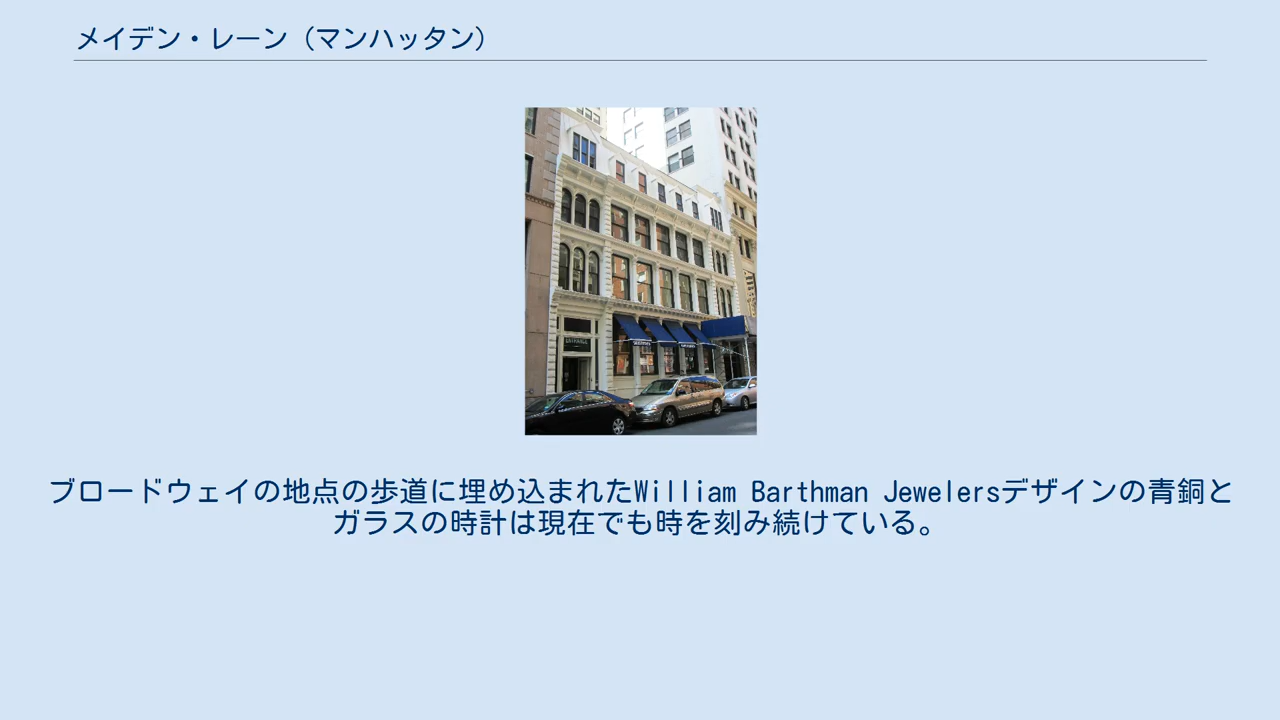 メイデン・レーン（マンハッタン）
ENTRANCE
ブロードウェイの地点の歩道に埋め込まれたWilliam Barthman Jewelersデザインの青銅と
ガラスの時計は現在でも時を刻み続けている。